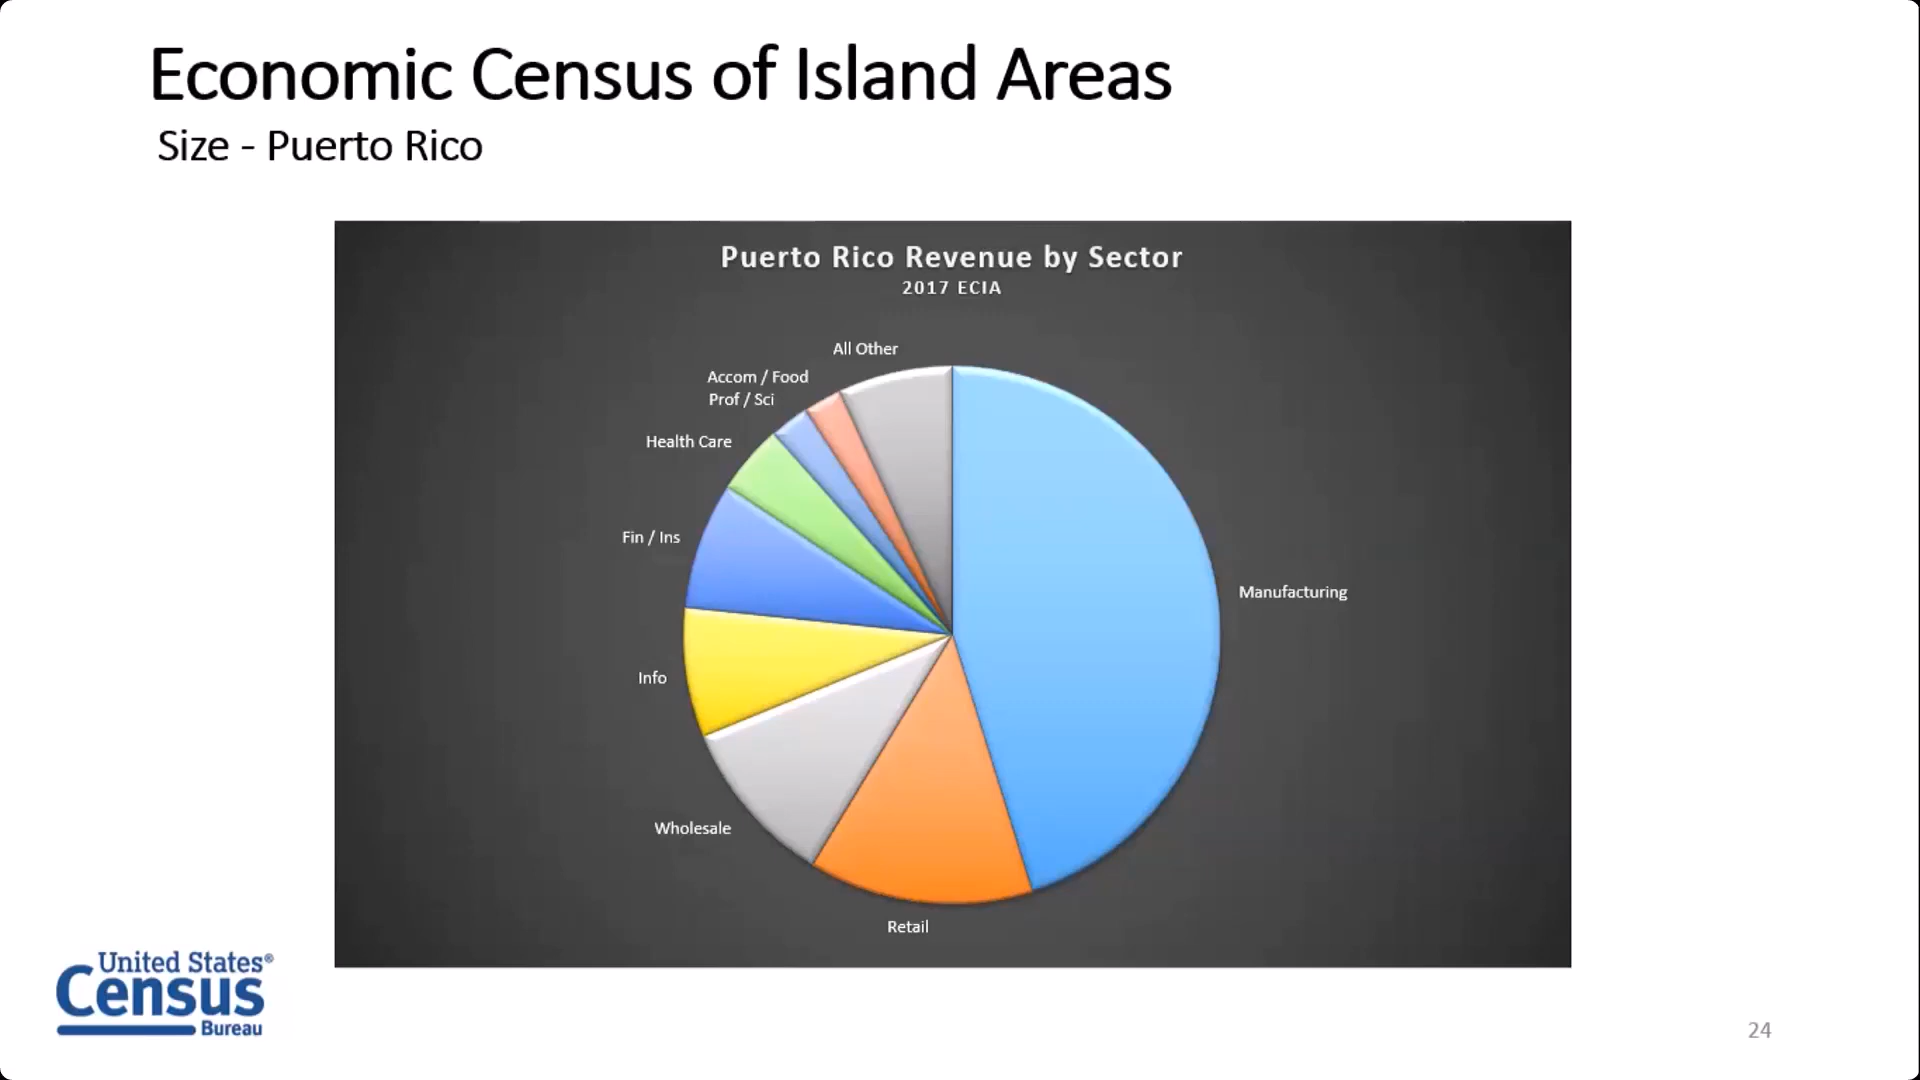 Economic Census of Island Areas
Size - Puerto Rico
Puerto Rico Revenue by Sector
2017 ECIA
All Other
Accom / Food
Prof / Sci
Health Care
Fin / Ins
Manufacturing
Info
Wholesale
Retail
United States®
Census
Bureau
24